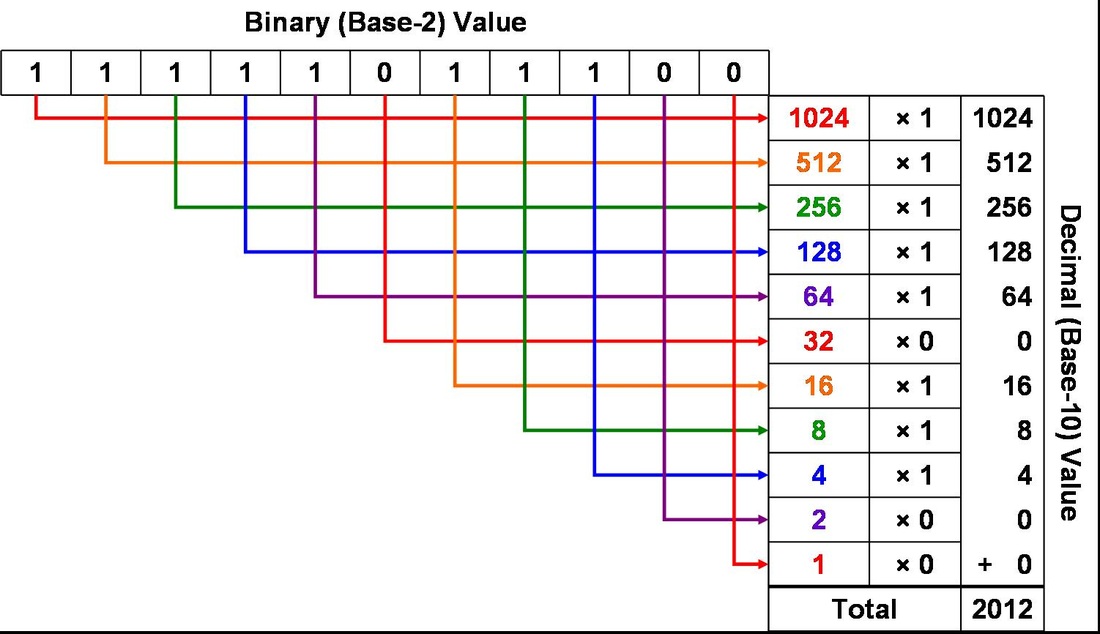 Binary (Base-2) Value
1 1 1 1 1 0 1 1 1 0 0
1024 × 1 1024
512 × 1 512
256 × 1 256
128 × 1 128
64 × 1 64
32 × 0 0
16 × 1 16
8 × 1 8
4 × 1 4
2 × 0 0
1 × 0 + 0
Total 2012
Decimal (Base-10) Value